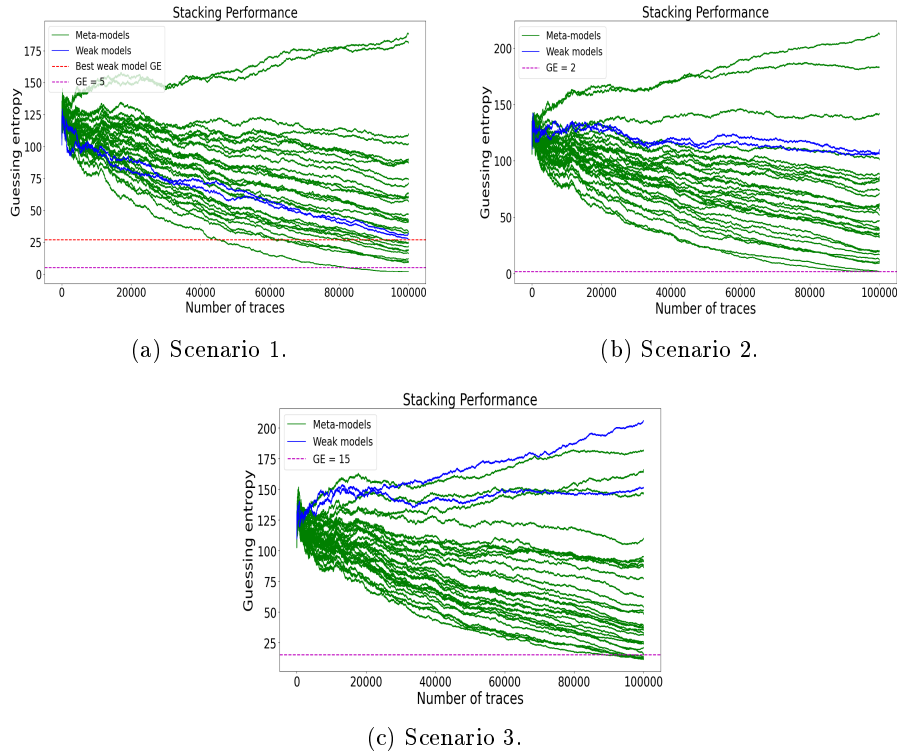 Stacking Performance
Guessing entropy
175
150
125
100
75
50
25
0
Meta-models
Weak models
Best weak model GE
GE = 5
0 20000 40000 60000 80000 100000
Number of traces
(a) Scenario 1.
Stacking Performance
Guessing entropy
200
150
100
50
0
Meta-models
Weak models
GE = 2
0 20000 40000 60000 80000 100000
Number of traces
(b) Scenario 2.
Stacking Performance
Guessing entropy
200
175
150
125
100
75
50
25
Meta-models
Weak models
GE = 15
0 20000 40000 60000 80000 100000
Number of traces
(c) Scenario 3.